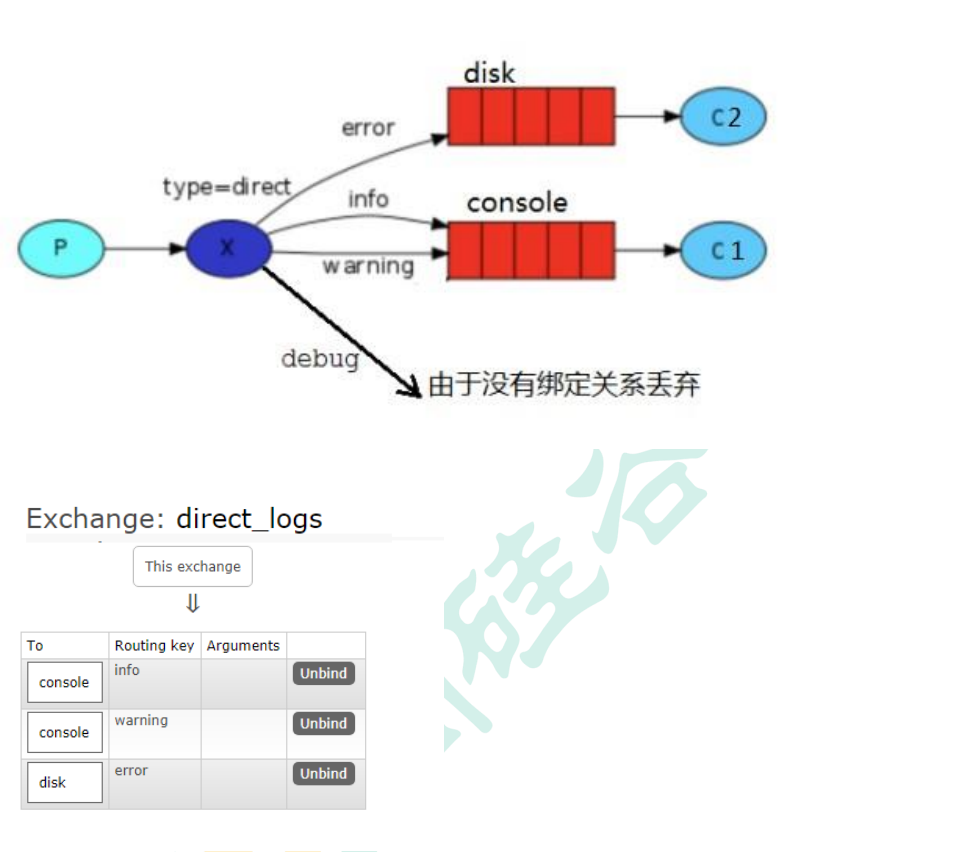 disk
error
C2
type=direct
info
console
P
X
warning
C1
debug
由于没有绑定关系丢弃
硅谷
Exchange: direct_logs
This exchange
⇓
To Routing key Arguments
console info Unbind
console warning Unbind
disk error Unbind